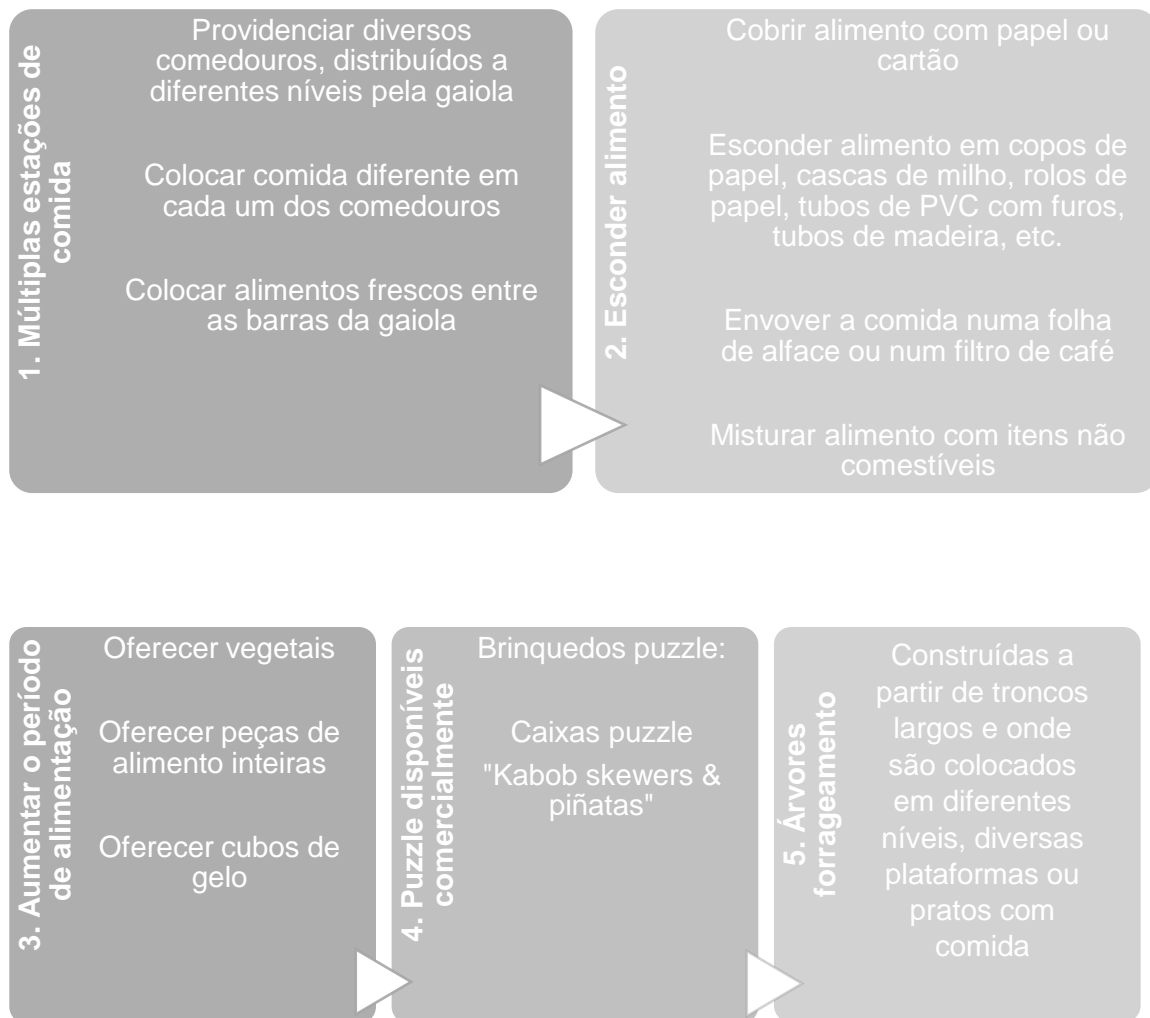 1. Múltiplas estações de
comida
Providenciar diversos
comedouros, distribuídos a
diferentes níveis pela gaiola
Colocar comida diferente em
cada um dos comedouros
Colocar alimentos frescos entre
as barras da gaiola
2. Esconder alimento
Cobrir alimento com papel ou
cartão
Esconder alimento em copos de
papel, cascas de milho, rolos de
papel, tubos de PVC com furos,
tubos de madeira, etc.
Envover a comida numa folha
de alface ou num filtro de café
Misturar alimento com itens não
comestíveis
3. Aumentar o período
de alimentação
Oferecer vegetais
Oferecer peças de
alimento inteiras
Oferecer cubos de
gelo
4. Puzzle disponíveis
comercialmente
Brinquedos puzzle:
Caixas puzzle
"Kabob skewers &
piñatas"
5. Árvores
forrageamento
Construídas a
partir de troncos
largos e onde
são colocados
em diferentes
níveis, diversas
plataformas ou
pratos com
comida